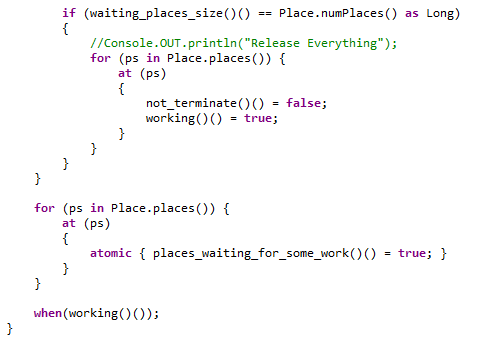 if (waiting_places_size()() == Place.numPlaces() as Long)
{
//Console.OUT.println("Release Everything");
for (ps in Place.places()) {
at (ps)
{
not_terminate()() = false;
working()() = true;
}
}
}
}
for (ps in Place.places()) {
at (ps)
{
atomic { places_waiting_for_some_work()() = true; }
}
}
when(working()());
}